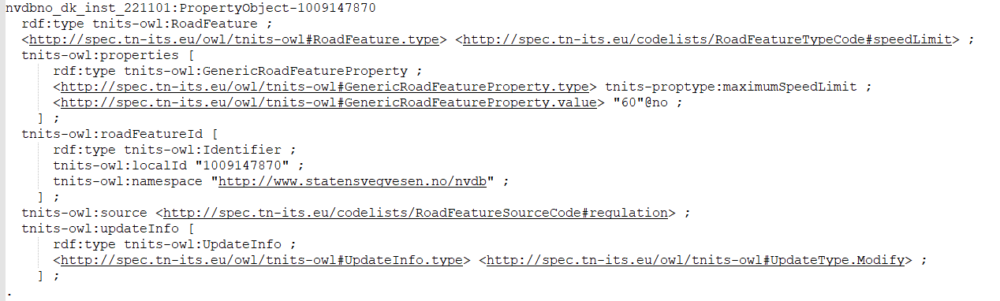 nvdbno_dk_inst_221101:PropertyObject-1009147870
rdf:type tnits-owl:RoadFeature ;
<http://spec.tn-its.eu/owl/tnits-owl#RoadFeature.type> <http://spec.tn-its.eu/codelists/RoadFeatureTypeCode#speedLimit> ;
tnits-owl:properties [
rdf:type tnits-owl:GenericRoadFeatureProperty ;
<http://spec.tn-its.eu/owl/tnits-owl#GenericRoadFeatureProperty.type> tnits-proptype:maximumSpeedLimit ;
<http://spec.tn-its.eu/owl/tnits-owl#GenericRoadFeatureProperty.value> "60"@no ;
] ;
tnits-owl:roadFeatureId [
rdf:type tnits-owl:Identifier ;
tnits-owl:localId "1009147870" ;
tnits-owl:namespace "http://www.statensvegvesen.no/nvdb" ;
] ;
tnits-owl:source <http://spec.tn-its.eu/codelists/RoadFeatureSourceCode#regulation> ;
tnits-owl:updateInfo [
rdf:type tnits-owl:UpdateInfo ;
<http://spec.tn-its.eu/owl/tnits-owl#UpdateInfo.type> <http://spec.tn-its.eu/owl/tnits-owl#UpdateType.Modify> ;
] ;
.